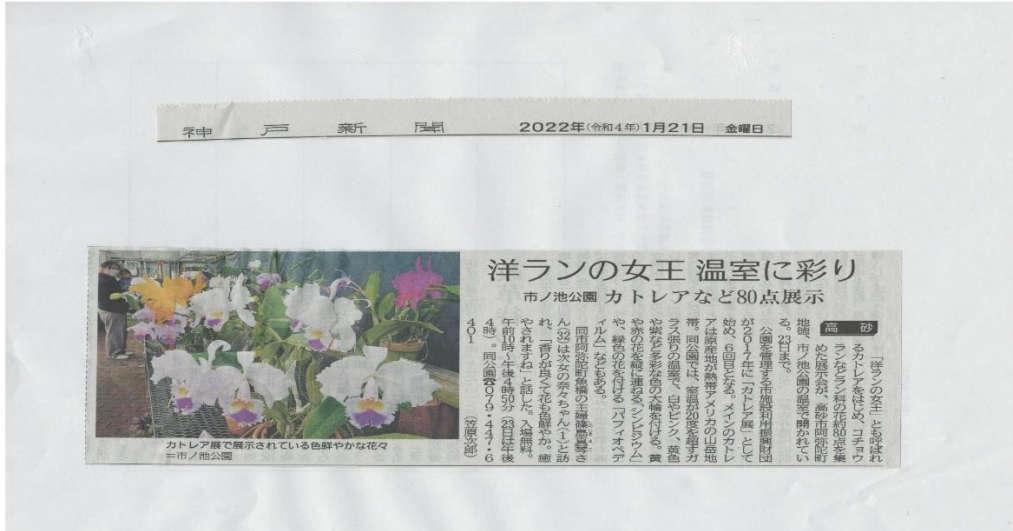 神戸新聞 2022年(令和4年)1月21日 金曜日
洋ランの女王 温室に彩り
市ノ池公園 カトレアなど80点展示
高砂
「洋ランの女王」とも呼ばれ
るカトレアをはじめ、コチョウ
ランなどラン科の花約80点を集
めた展示会が、高砂市阿弥陀町
地徳、市ノ池公園の温室で開かれてい
る。23日まで。
公園を管理する市施設利用振興財団
が2017年に「カトレア展」として
始め、6回目となる。メインのカトレ
アは原産地が熱帯アメリカの山岳地
帯。同公園では、室温が20度を超すガ
ラス張りの温室で、白やピンク、黄色
や紫など多彩な色の大輪を付ける。黄
や赤の花を縦に連ねる「シンビジウム」
や、緑色の花を付ける「パフィオペデ
ィルム」などもある。
同市阿弥陀町魚橋の主婦篠島真琴さ
ん(32)は次女の奈々ちゃん(1)と訪
れ、「香りが良くて花も色鮮やか。癒
やされますね」と話した。入場無料。
午前10時～午後4時50分(23日は午後
4時)。同公園☎079・447・6
401
(笠原次郎)
カトレア展で展示されている色鮮やかな花々
＝市ノ池公園